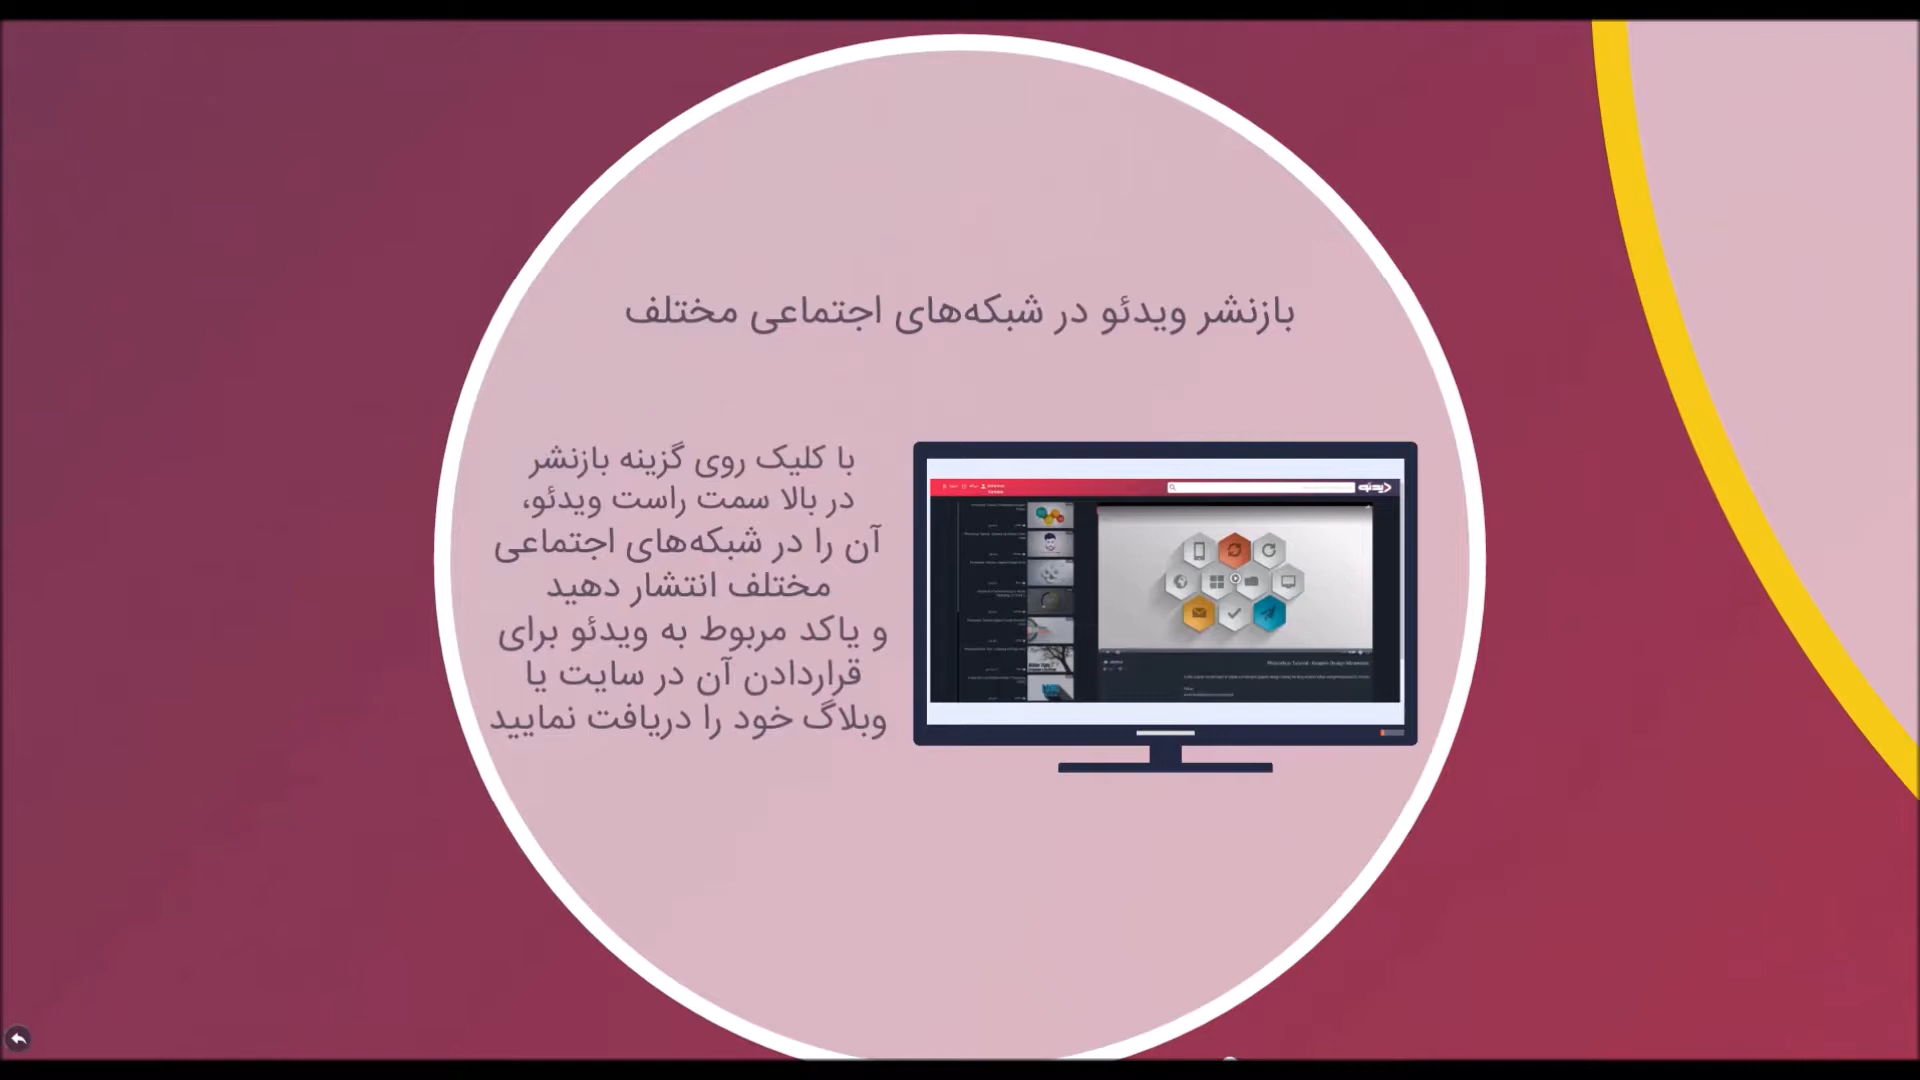 بازنشر ویدئو در شبکه‌های اجتماعی مختلف
با کلیک روی گزینه بازنشر
در بالا سمت راست ویدئو،
آن را در شبکه‌های اجتماعی
مختلف انتشار دهید
و یاکد مربوط به ویدئو برای
قراردادن آن در سایت یا
وبلاگ خود را دریافت نمایید
دیدئو